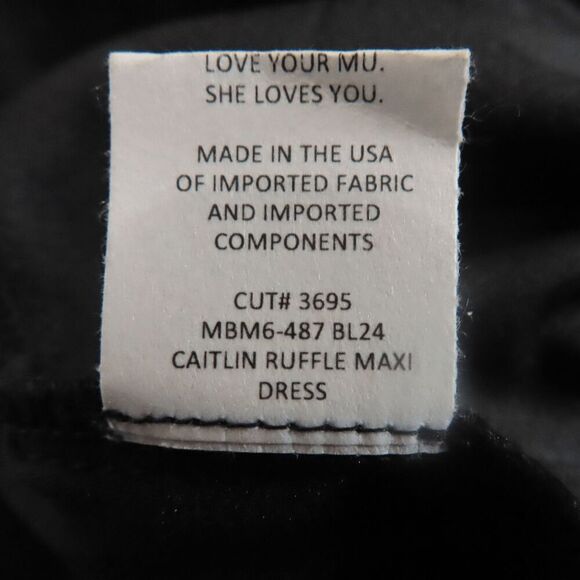 LOVE YOUR MU.
SHE LOVES YOU.
MADE IN THE USA
OF IMPORTED FABRIC
AND IMPORTED
COMPONENTS
CUT# 3695
MBM6-487 BL24
CAITLIN RUFFLE MAXI
DRESS